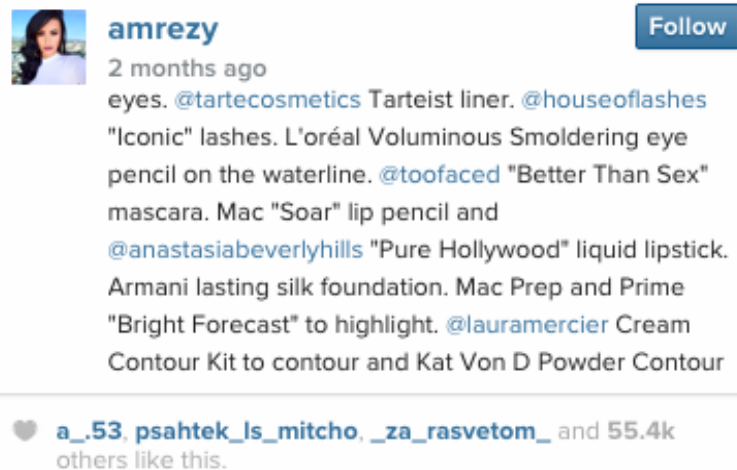 amrezy
Follow
2 months ago
eyes. @tartecosmetics Tarteist liner. @houseoflashes
"Iconic" lashes. L'oréal Voluminous Smoldering eye
pencil on the waterline. @toofaced "Better Than Sex"
mascara. Mac "Soar" lip pencil and
@anastasiabeverlyhills "Pure Hollywood" liquid lipstick.
Armani lasting silk foundation. Mac Prep and Prime
"Bright Forecast" to highlight. @lauramercier Cream
Contour Kit to contour and Kat Von D Powder Contour
a_.53, psahtek_ls_mitcho, _za_rasvetom_ and 55.4k
others like this.